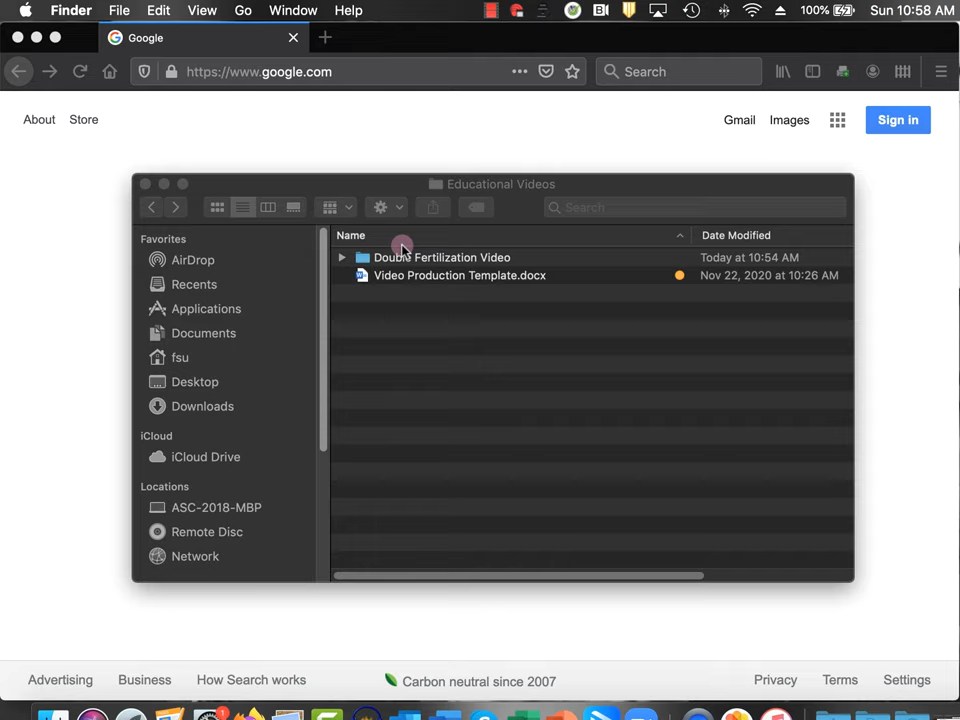 Finder File Edit View Go Window Help 100% Sun 10:58 AM
Google
https://www.google.com Search
About Store Gmail Images Sign in
Educational Videos
Search
Favorites
AirDrop
Recents
Applications
Documents
fsu
Desktop
Downloads
iCloud
iCloud Drive
Locations
ASC-2018-MBP
Remote Disc
Network
Name Date Modified
Double Fertilization Video Today at 10:54 AM
Video Production Template.docx Nov 22, 2020 at 10:26 AM
Advertising Business How Search works Carbon neutral since 2007 Privacy Terms Settings